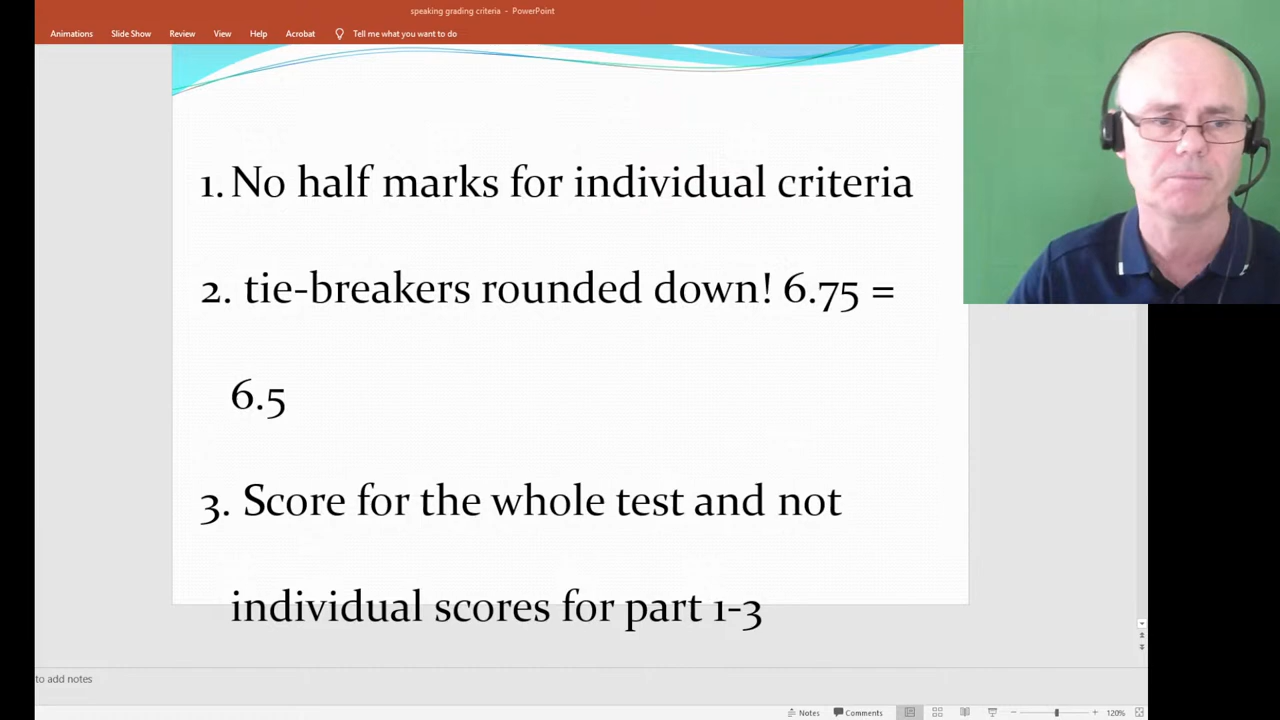 speaking grading criteria - PowerPoint
Animations Slide Show Review View Help Acrobat Tell me what you want to do
1. No half marks for individual criteria
2. tie-breakers rounded down! 6.75 =
6.5
3. Score for the whole test and not
individual scores for part 1-3
to add notes
Notes Comments 120%